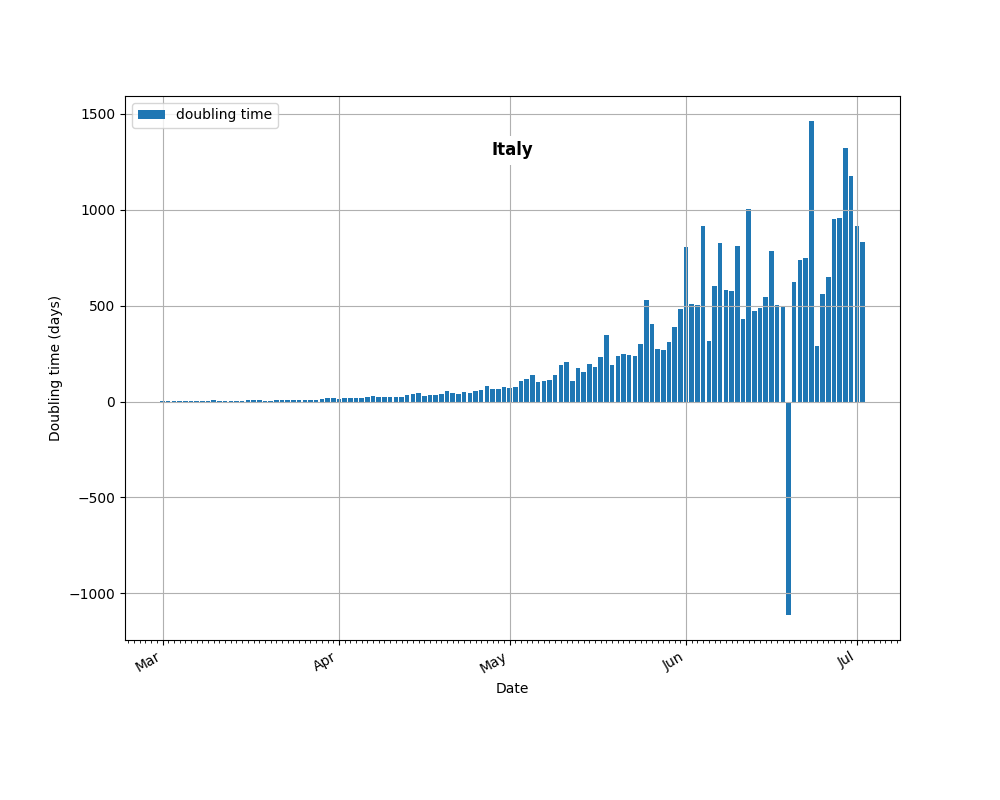 doubling time
Italy
1500
1000
500
0
−500
−1000
Doubling time (days)
Mar
Apr
May
Jun
Jul
Date